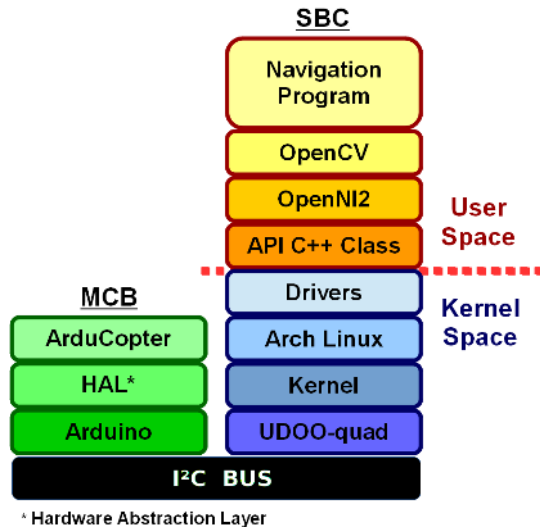 SBC
Navigation
Program
OpenCV
OpenNI2
API C++ Class
User
Space
Drivers
Kernel
Space
Arch Linux
Kernel
UDOO-quad
MCB
ArduCopter
HAL*
Arduino
I²C BUS
* Hardware Abstraction Layer